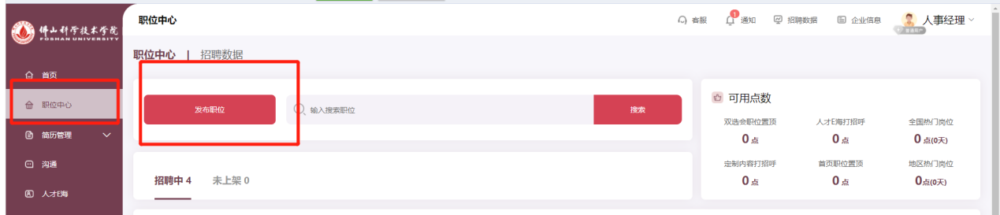 佛山科学技术学院
FOSHAN UNIVERSITY
首页
职位中心
简历管理
沟通
人才E海
职位中心
客服
1
通知
招聘数据
企业信息
人事经理
职位中心 | 招聘数据
发布职位
输入搜索职位
搜索
招聘中 4
未上架 0
可用点数
双选会职位置顶
人才E海打招呼
全国热门岗位
0 点
0 点
0 点(0天)
定制内容打招呼
首页职位置顶
地区热门岗位
0 点
0 点
0点(0天)